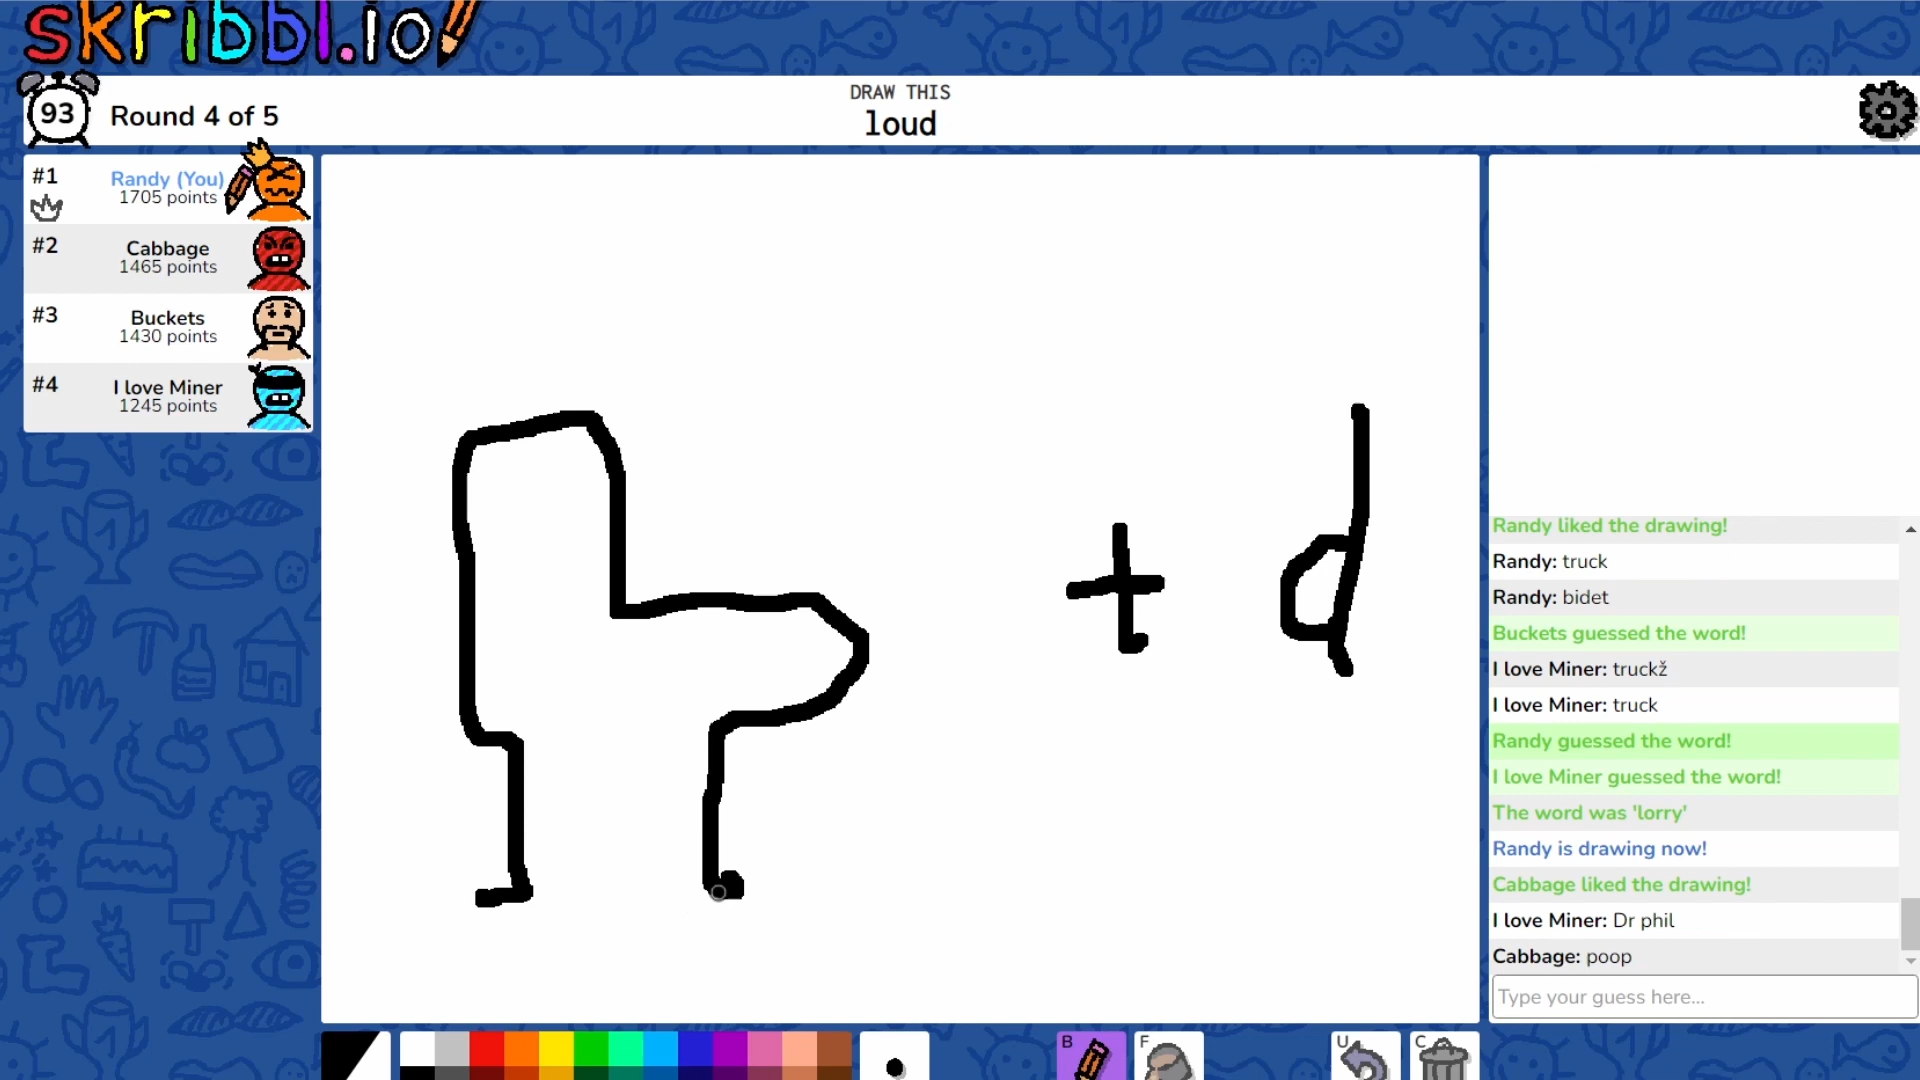 skribbl.io
93
Round 4 of 5
DRAW THIS
loud
#1
Randy (You)
1705 points
#2
Cabbage
1465 points
#3
Buckets
1430 points
#4
I love Miner
1245 points
+ d
Randy liked the drawing!
Randy: truck
Randy: bidet
Buckets guessed the word!
I love Miner: truckž
I love Miner: truck
Randy guessed the word!
I love Miner guessed the word!
The word was 'lorry'
Randy is drawing now!
Cabbage liked the drawing!
I love Miner: Dr phil
Cabbage: poop
Type your guess here...
B
F
U
C